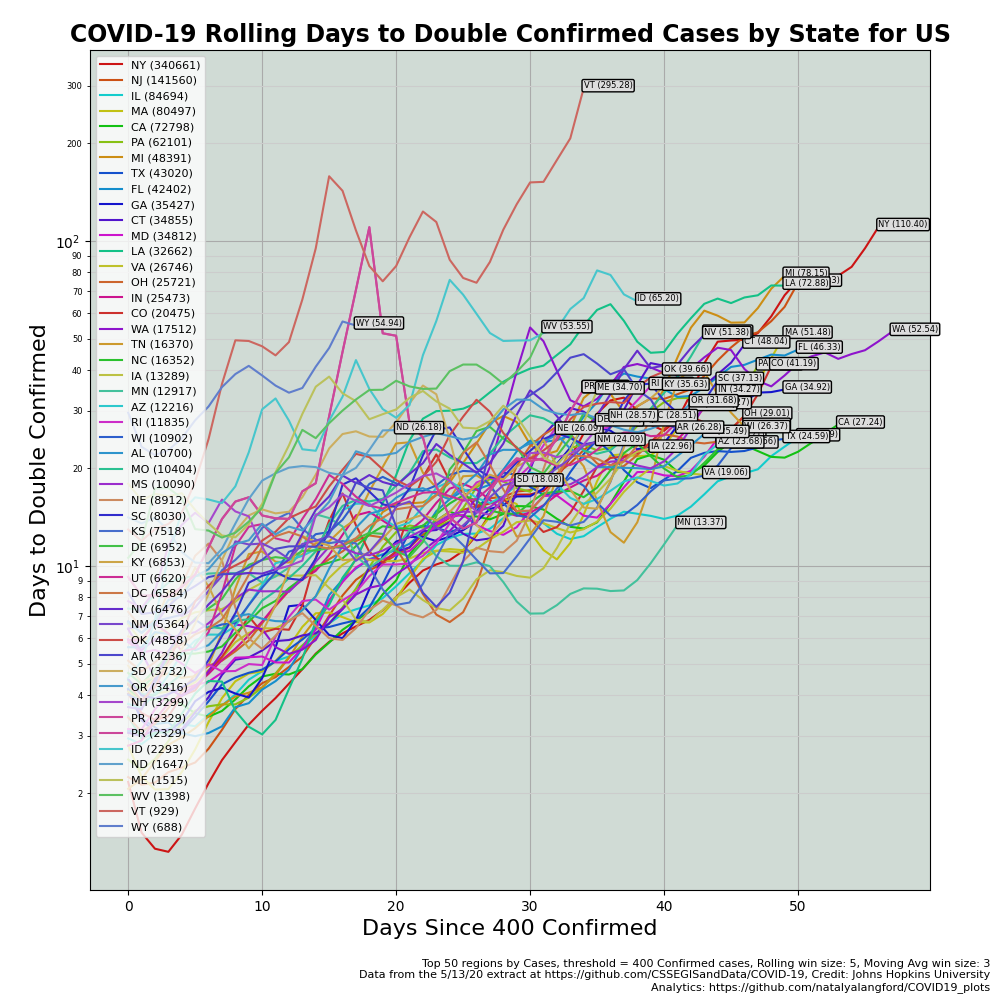 COVID-19 Rolling Days to Double Confirmed Cases by State for US
NY (340661)
NJ (141560)
IL (84694)
MA (80497)
CA (72798)
PA (62101)
MI (48391)
TX (43020)
FL (42402)
GA (35427)
CT (34855)
MD (34812)
LA (32662)
VA (26746)
OH (25721)
IN (25473)
CO (20475)
WA (17512)
TN (16370)
NC (16352)
IA (13289)
MN (12917)
AZ (12216)
RI (11835)
WI (10902)
AL (10700)
MO (10404)
MS (10090)
NE (8912)
SC (8030)
KS (7518)
DE (6952)
KY (6853)
UT (6620)
DC (6584)
NV (6476)
NM (5364)
OK (4858)
AR (4236)
SD (3732)
OR (3416)
NH (3299)
PR (2329)
PR (2329)
ID (2293)
ND (1647)
ME (1515)
WV (1398)
VT (929)
WY (688)
VT (295.28)
NY (110.40)
MI (78.15)
LA (72.88)
ID (65.20)
WY (54.94)
WV (53.55)
NV (51.38)
MA (51.48)
WA (52.54)
CT (48.04)
FL (46.33)
PA
CO (41.19)
OK (39.66)
SC (37.13)
PR
ME (34.70)
RI
KY (35.63)
IN (34.27)
GA (34.92)
OR (31.68)
OH (29.01)
NH (28.57)
DE
C (28.51)
CA (27.24)
ND (26.18)
NE (26.09)
AR (26.28)
WI (26.37)
NM (24.09)
AZ (23.68)
TX (24.59)
IA (22.96)
VA (19.06)
SD (18.08)
MN (13.37)
300
200
10²
90
80
70
60
50
40
30
20
10¹
9
8
7
6
5
4
3
2
Days to Double Confirmed
0 10 20 30 40 50
Days Since 400 Confirmed
Top 50 regions by Cases, threshold = 400 Confirmed cases, Rolling win size: 5, Moving Avg win size: 3
Data from the 5/13/20 extract at https://github.com/CSSEGISandData/COVID-19, Credit: Johns Hopkins University
Analytics: https://github.com/natalyalangford/COVID19_plots